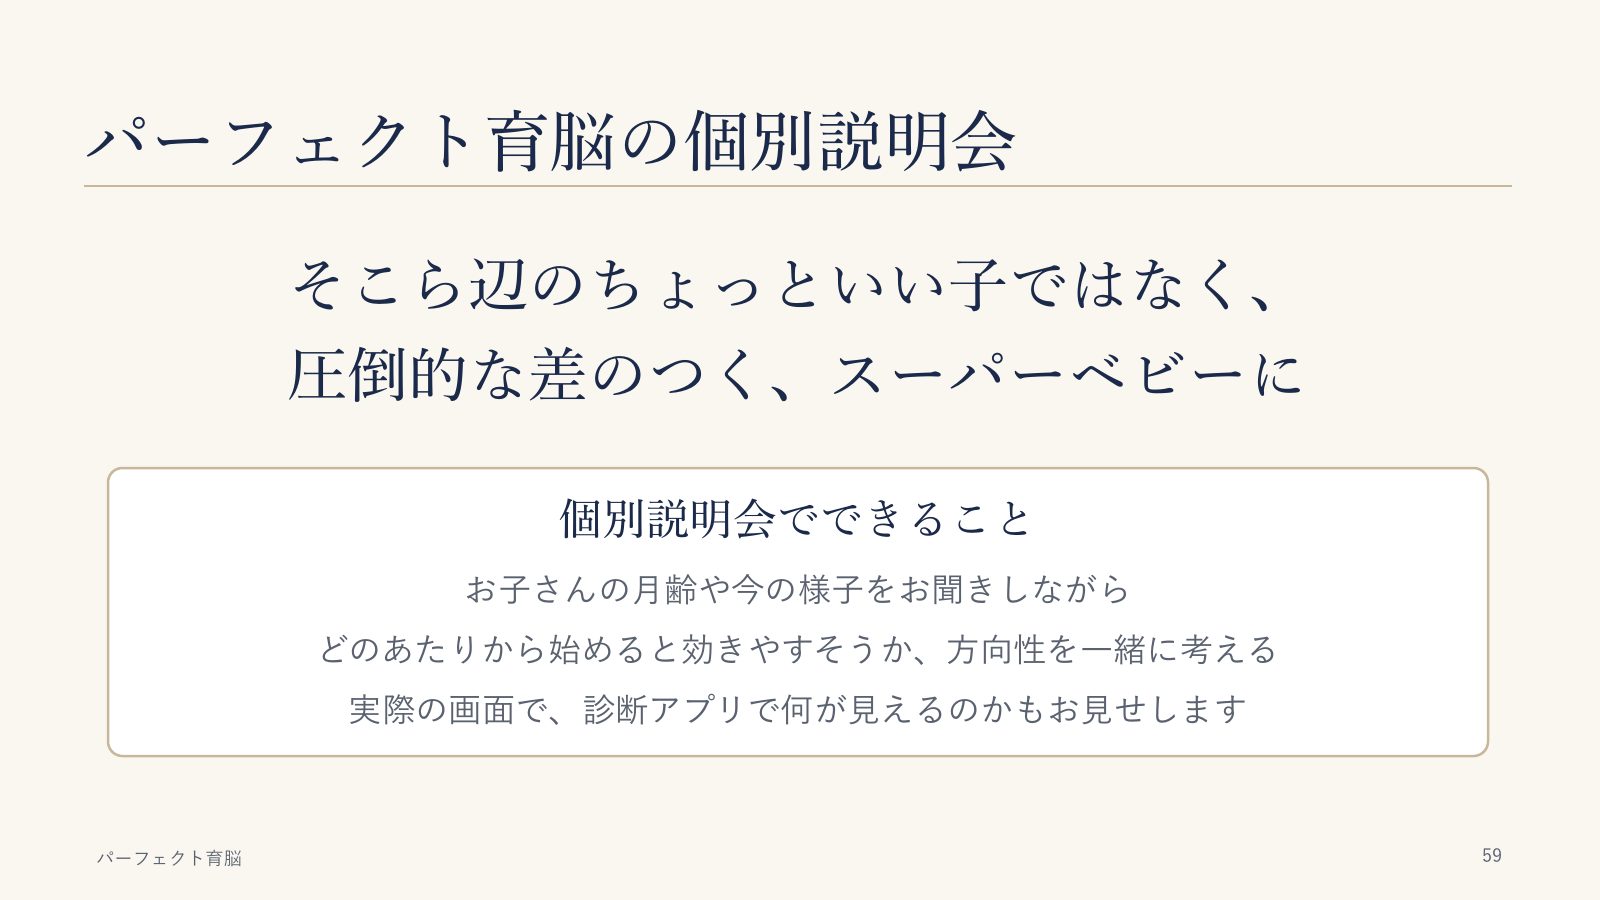 パーフェクト育脳の個別説明会
そこら辺のちょっといい子ではなく、
圧倒的な差のつく、スーパーベビーに
個別説明会でできること
お子さんの月齢や今の様子をお聞きしながら
どのあたりから始めると効きやすそうか、方向性を一緒に考える
実際の画面で、診断アプリで何が見えるのかもお見せします
パーフェクト育脳
59